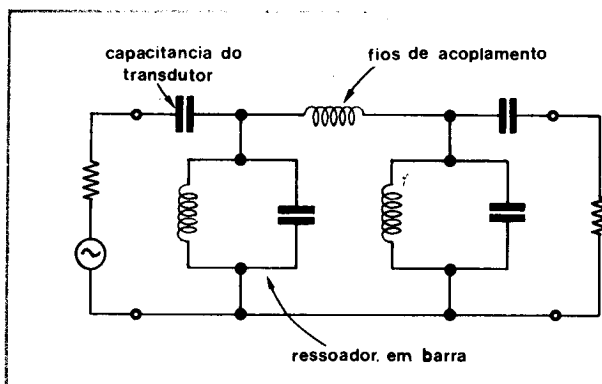 capacitancia do
transdutor
fios de acoplamento
ressoador. em barra